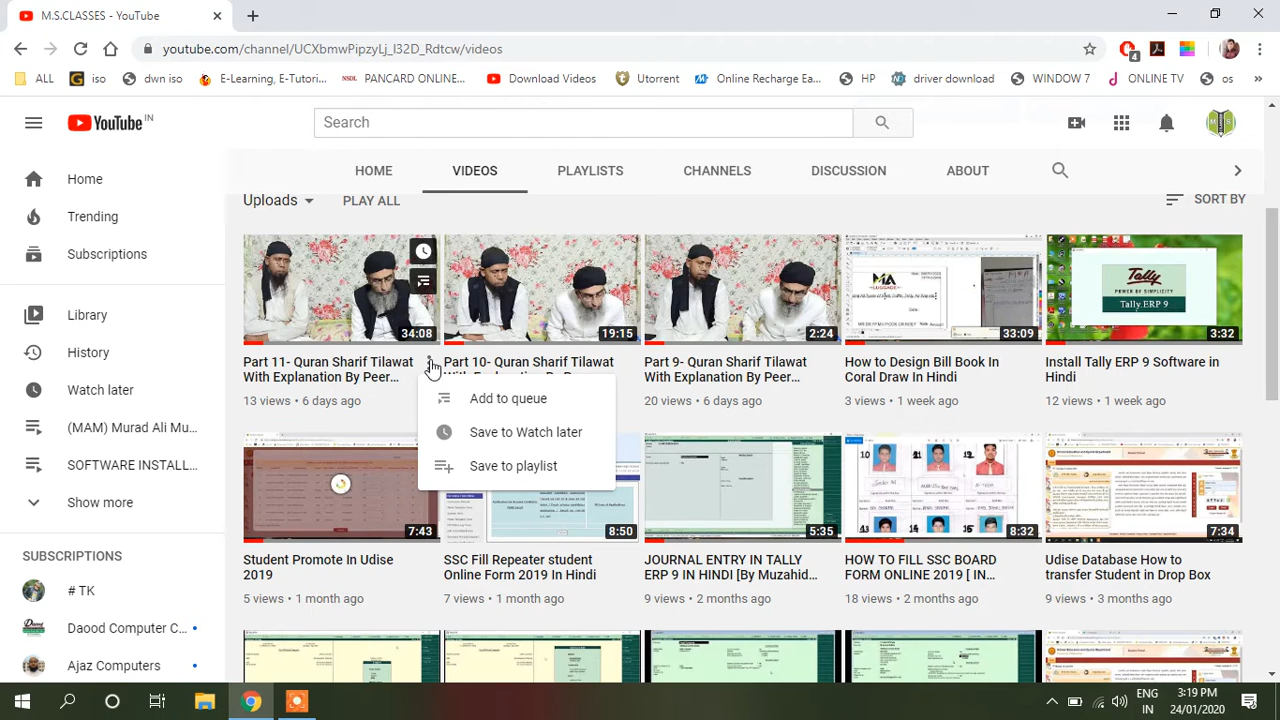 M.S.CLASSES - YouTube
youtube.com/channel/UCXbmwPipzyLj_I32D_Rdtcw/videos
4
ALL
iso
dwn iso
E-Learning, E-Tutori...
NSDL
PANCARD ONLINE...
Download Videos
Utorrent
Online Recharge Ea...
HP
driver download
WINDOW 7
ONLINE TV
os
YouTube IN
Search
HOME
VIDEOS
PLAYLISTS
CHANNELS
DISCUSSION
ABOUT
Home
Trending
Subscriptions
Library
History
Watch later
(MAM) Murad Ali Mu...
SOFTWARE INSTALL...
Show more
SUBSCRIPTIONS
# TK
Daood Computer C...
Ajaz Computers
Uploads
PLAY ALL
SORT BY
34:08
19:15
2:24
MA
LUGGAGE
33:09
Tally
POWER OF SIMPLICITY
Tally.ERP 9
3:32
Part 11- Quran Sharif Tilawat
With Explanation By Peer...
13 views • 6 days ago
Part 10- Quran Sharif Tilawat
Part 9- Quran Sharif Tilawat
With Explanation By Peer...
20 views • 6 days ago
How to Design Bill Book In
Coral Draw In Hindi
3 views • 1 week ago
Install Tally ERP 9 Software in
Hindi
12 views • 1 week ago
Add to queue
Save to Watch later
Save to playlist
:43
8:50
5:35
8:32
7:34
Student Promote In Udise
2019
5 views • 1 month ago
SSC Fill Repeater student
Online Form 2019 In Hindi
7 views • 1 month ago
JOURNAL ENTRY IN TALLY
ERP 9 IN HINDI [By Muzahid...
9 views • 2 months ago
HOW TO FILL SSC BOARD
FORM ONLINE 2019 [ IN...
18 views • 2 months ago
Udise Database How to
transfer Student in Drop Box
9 views • 3 months ago
ENG
IN
3:19 PM
24/01/2020